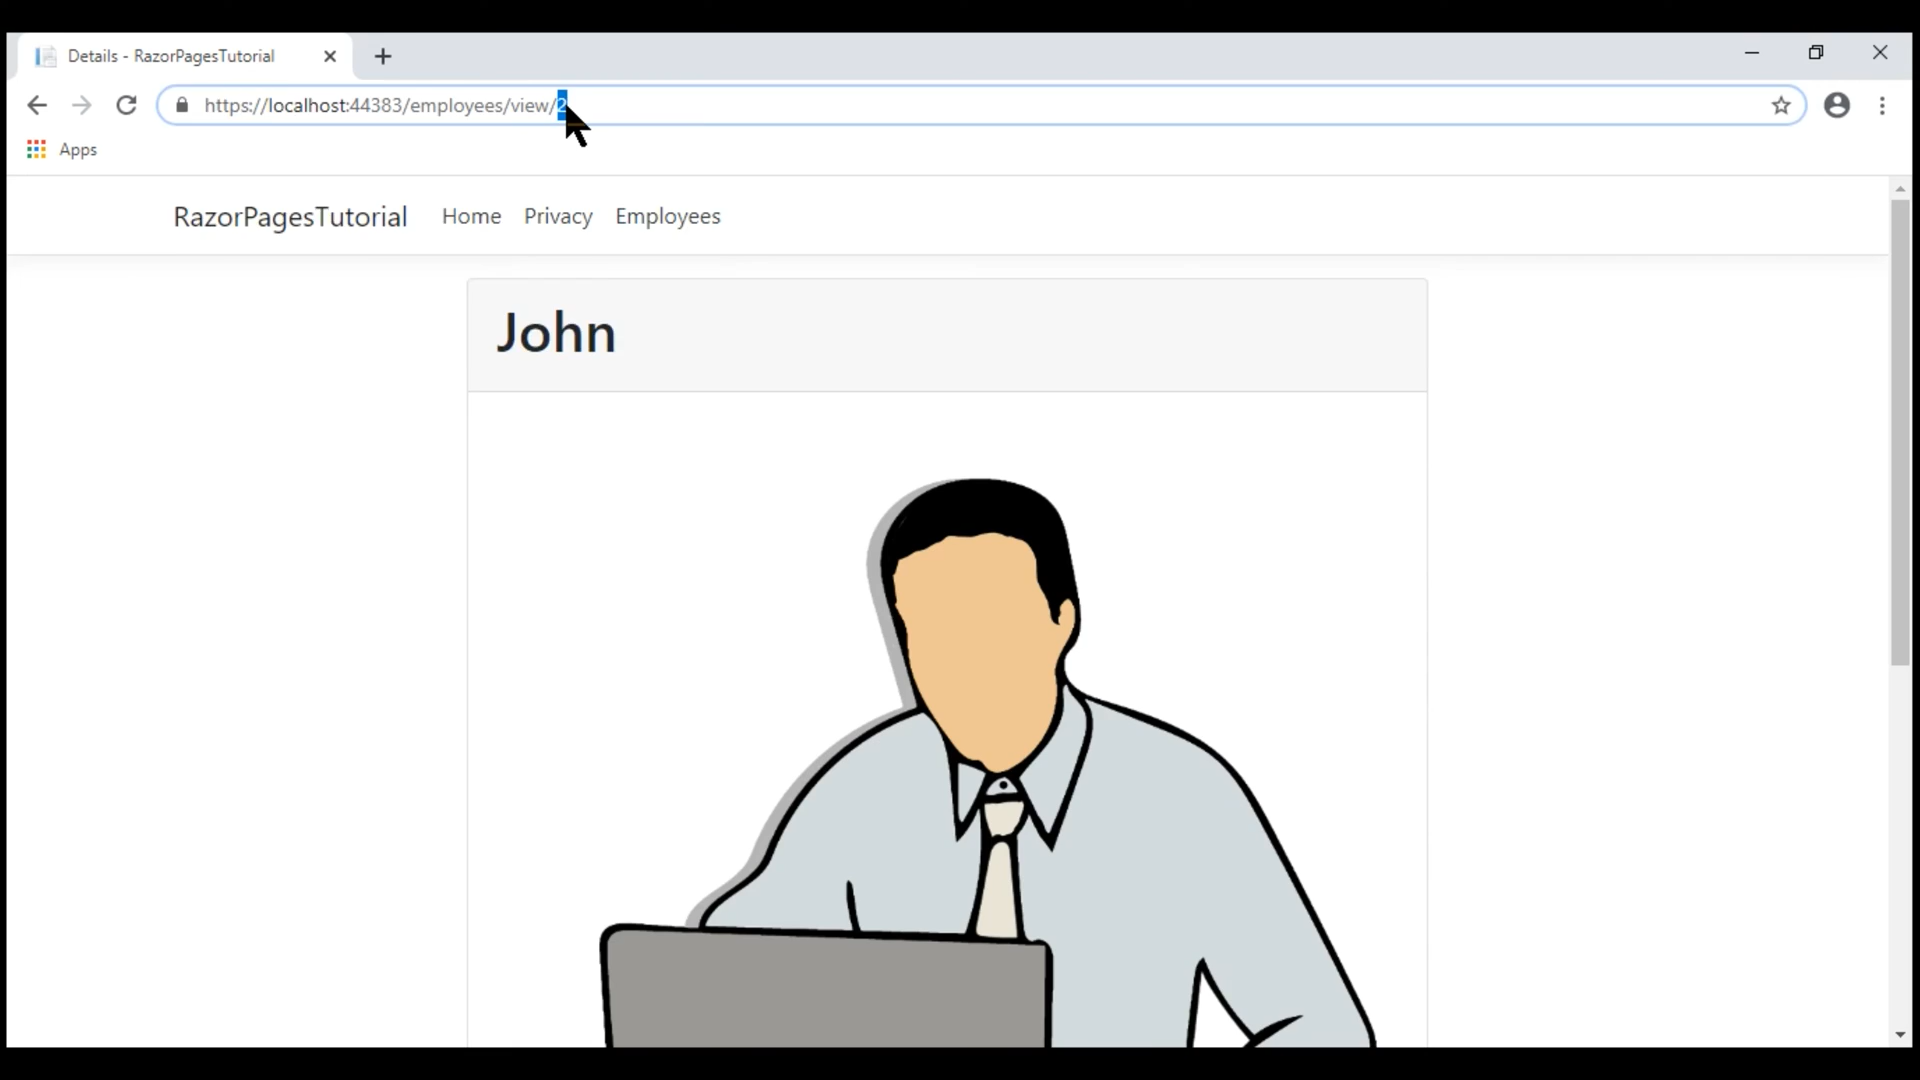 Details - RazorPagesTutorial
https://localhost:44383/employees/view/2
Apps
RazorPagesTutorial Home Privacy Employees
John